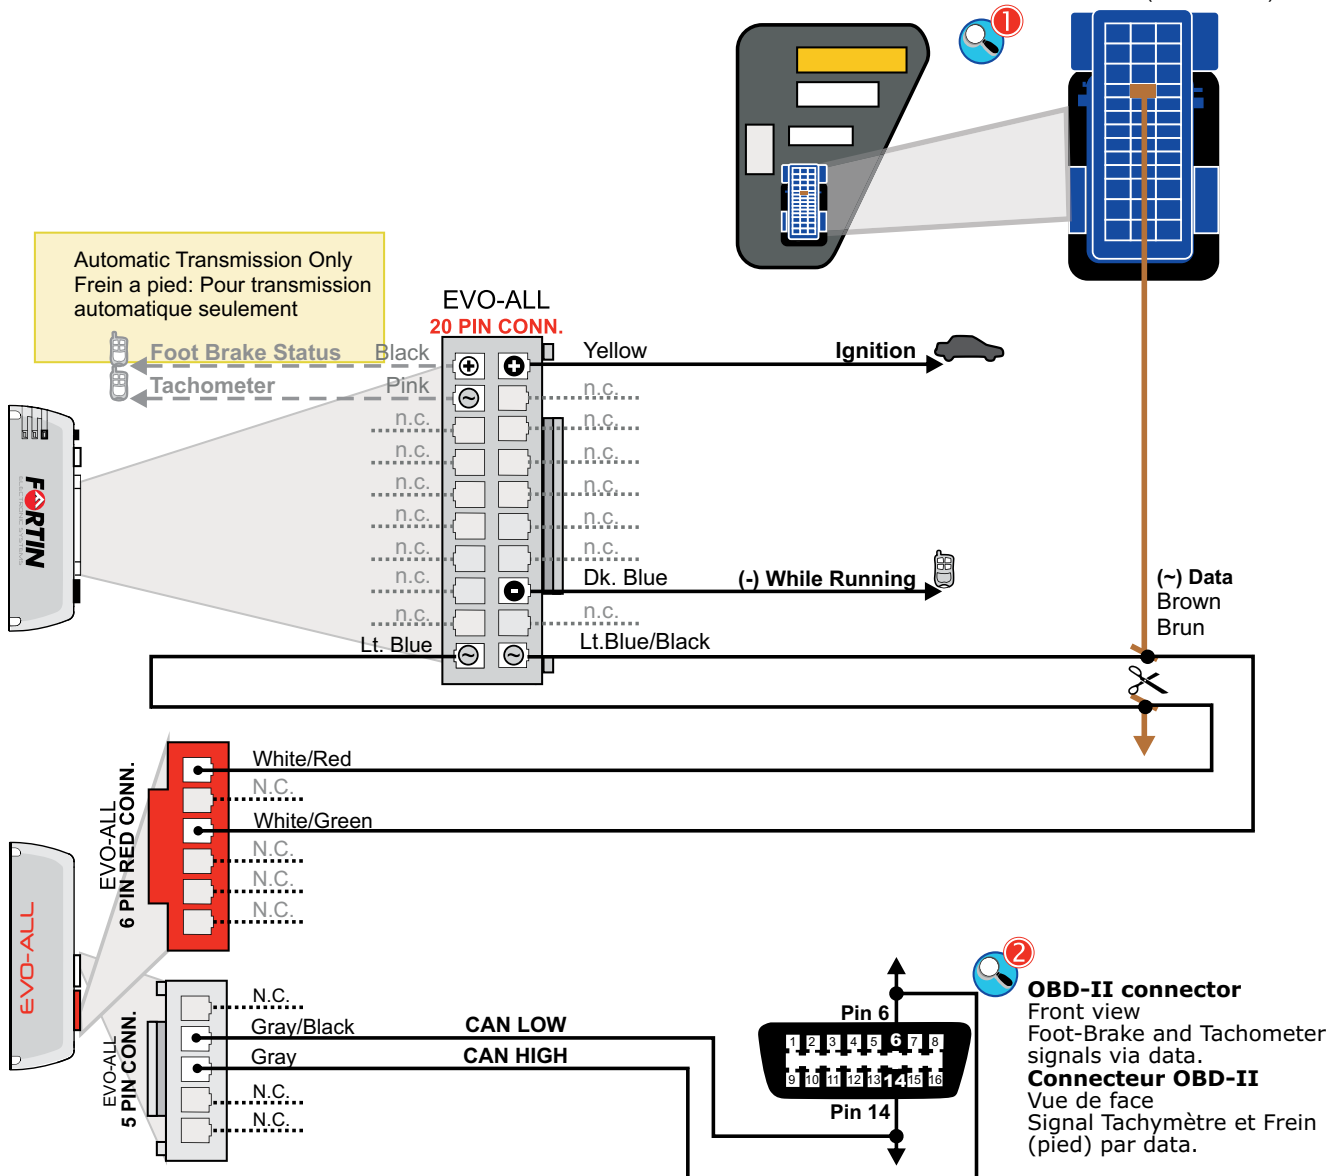 Automatic Transmission Only
Frein a pied: Pour transmission
automatique seulement
EVO-ALL
20 PIN CONN.
Foot Brake Status Black
Tachometer Pink
n.c.
n.c.
n.c.
n.c.
n.c.
n.c.
n.c.
Lt. Blue
Yellow Ignition
n.c.
n.c.
n.c.
n.c.
n.c.
n.c.
Dk. Blue (-) While Running
n.c.
Lt.Blue/Black
1
(~) Data
Brown
Brun
FORTIN
ELECTRONIC SYSTEMS
EVO-ALL
6 PIN RED CONN.
White/Red
N.C.
White/Green
N.C.
N.C.
N.C.
EVO-ALL
EVO-ALL
5 PIN CONN.
N.C.
Gray/Black CAN LOW
Gray CAN HIGH
N.C.
N.C.
Pin 6
1 2 3 4 5 6 7 8
9 10 11 12 13 14 15 16
Pin 14
2
OBD-II connector
Front view
Foot-Brake and Tachometer
signals via data.
Connecteur OBD-II
Vue de face
Signal Tachymètre et Frein
(pied) par data.